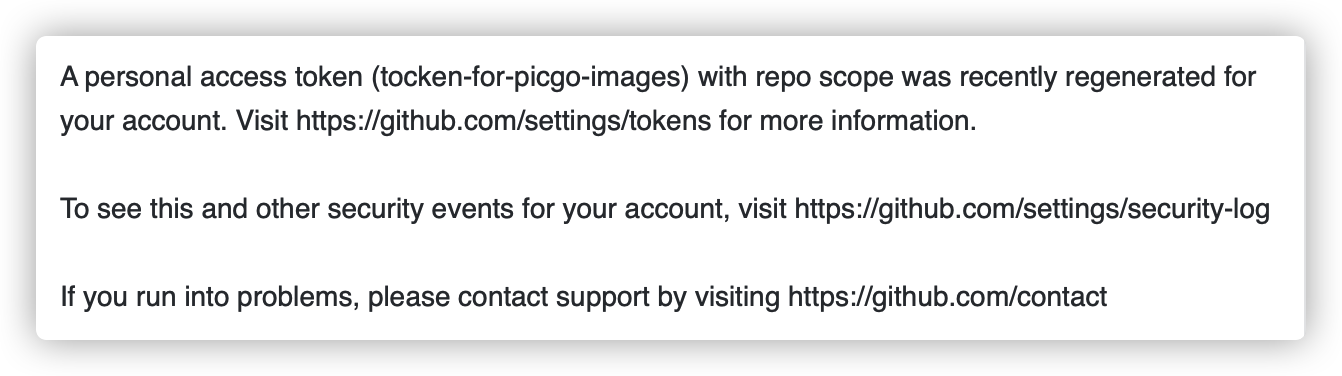 A personal access token (tocken-for-picgo-images) with repo scope was recently regenerated for
your account. Visit https://github.com/settings/tokens for more information.
To see this and other security events for your account, visit https://github.com/settings/security-log
If you run into problems, please contact support by visiting https://github.com/contact